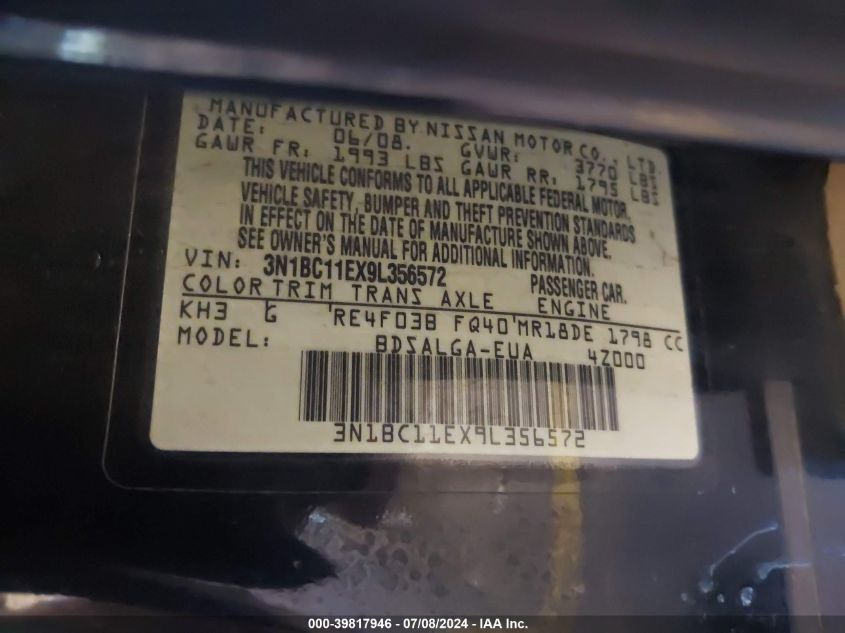 MANUFACTURED BY NISSAN MOTOR CO., LTD.
DATE: 06/08. GVWR: 3770 LBS
GAWR FR: 1993 LBS GAWR RR: 1795 LBS
THIS VEHICLE CONFORMS TO ALL APPLICABLE FEDERAL MOTOR
VEHICLE SAFETY, BUMPER AND THEFT PREVENTION STANDARDS
IN EFFECT ON THE DATE OF MANUFACTURE SHOWN ABOVE.
SEE OWNER'S MANUAL FOR ADDITIONAL INFORMATION.
VIN: 3N1BC11EX9L356572 PASSENGER CAR.
COLOR TRIM TRANS AXLE ENGINE
KH3 G RE4F03B FQ40 MR18DE 1798 CC
MODEL: BDSALGA-EUA 4Z000
3N1BC11EX9L356572
000-39817946 / 07/08/2024 - IAA Inc.